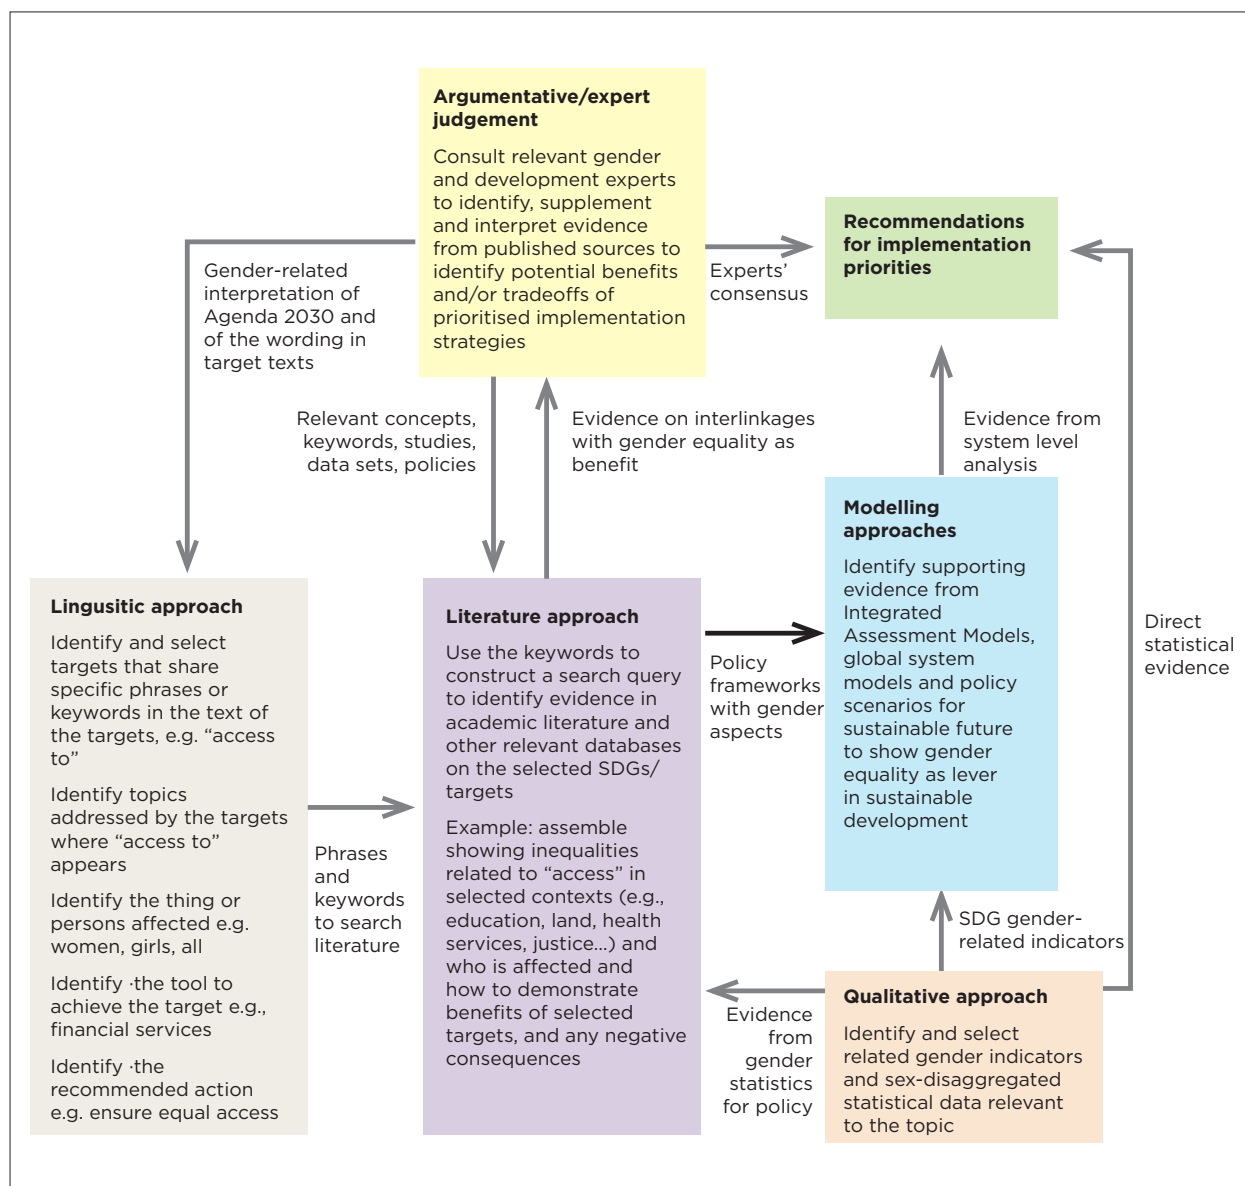 Argumentative/expert
judgement
Consult relevant gender
and development experts
to identify, supplement
and interpret evidence
from published sources to
identify potential benefits
and/or tradeoffs of
prioritised implementation
strategies
Recommendations
for implementation
priorities
Experts’
consensus
Gender-related
interpretation of
Agenda 2030 and
of the wording in
target texts
Relevant concepts,
keywords, studies,
data sets, policies
Evidence on interlinkages
with gender equality as
benefit
Evidence from
system level
analysis
Direct
statistical
evidence
Lingusitic approach
Identify and select
targets that share
specific phrases or
keywords in the text of
the targets, e.g. “access
to”
Identify topics
addressed by the targets
where “access to”
appears
Identify the thing or
persons affected e.g.
women, girls, all
Identify ·the tool to
achieve the target e.g.,
financial services
Identify ·the
recommended action
e.g. ensure equal access
Phrases
and
keywords
to search
literature
Literature approach
Use the keywords to
construct a search query
to identify evidence in
academic literature and
other relevant databases
on the selected SDGs/
targets
Example: assemble
showing inequalities
related to “access” in
selected contexts (e.g.,
education, land, health
services, justice...) and
who is affected and
how to demonstrate
benefits of selected
targets, and any negative
consequences
Policy
frameworks
with gender
aspects
Modelling
approaches
Identify supporting
evidence from
Integrated
Assessment Models,
global system
models and policy
scenarios for
sustainable future
to show gender
equality as lever
in sustainable
development
SDG gender-
related indicators
Evidence
from
gender
statistics
for policy
Qualitative approach
Identify and select
related gender indicators
and sex-disaggregated
statistical data relevant
to the topic